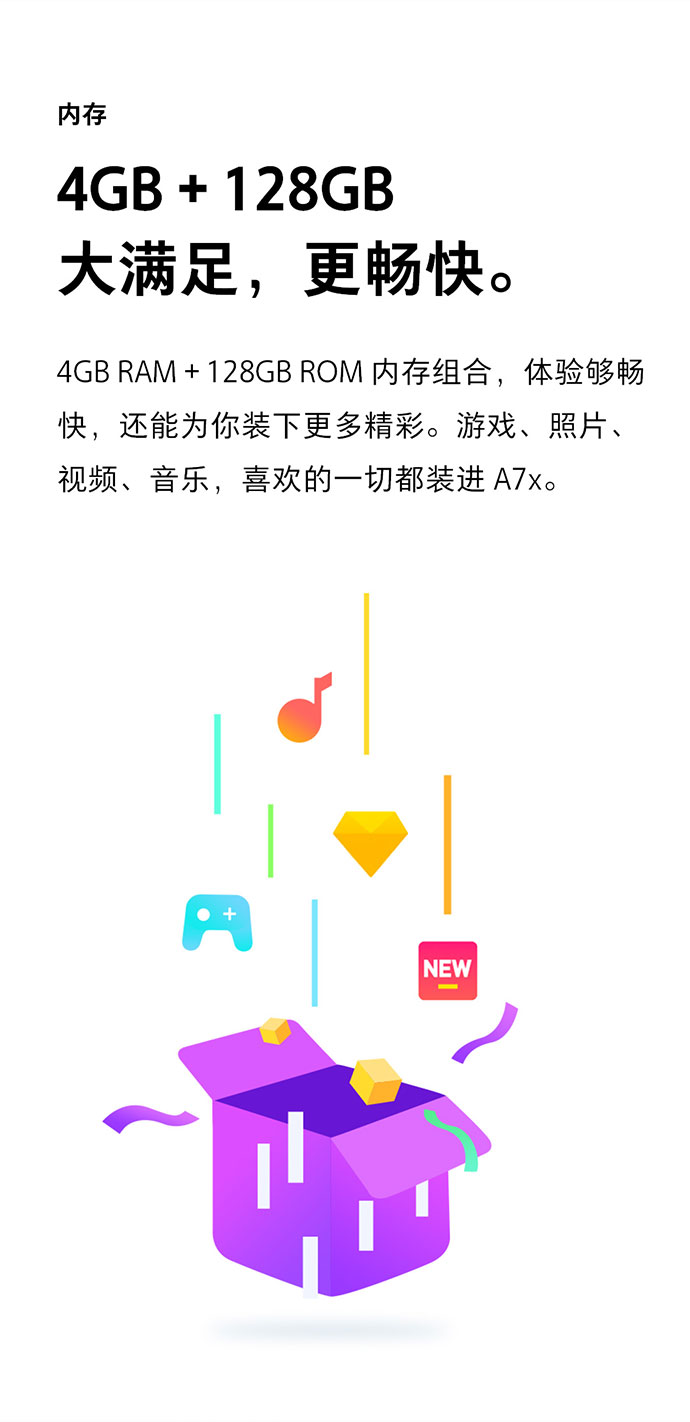 内存
4GB + 128GB
大满足，更畅快。
4GB RAM + 128GB ROM 内存组合，体验够畅
快，还能为你装下更多精彩。游戏、照片、
视频、音乐，喜欢的一切都装进 A7x。
NEW